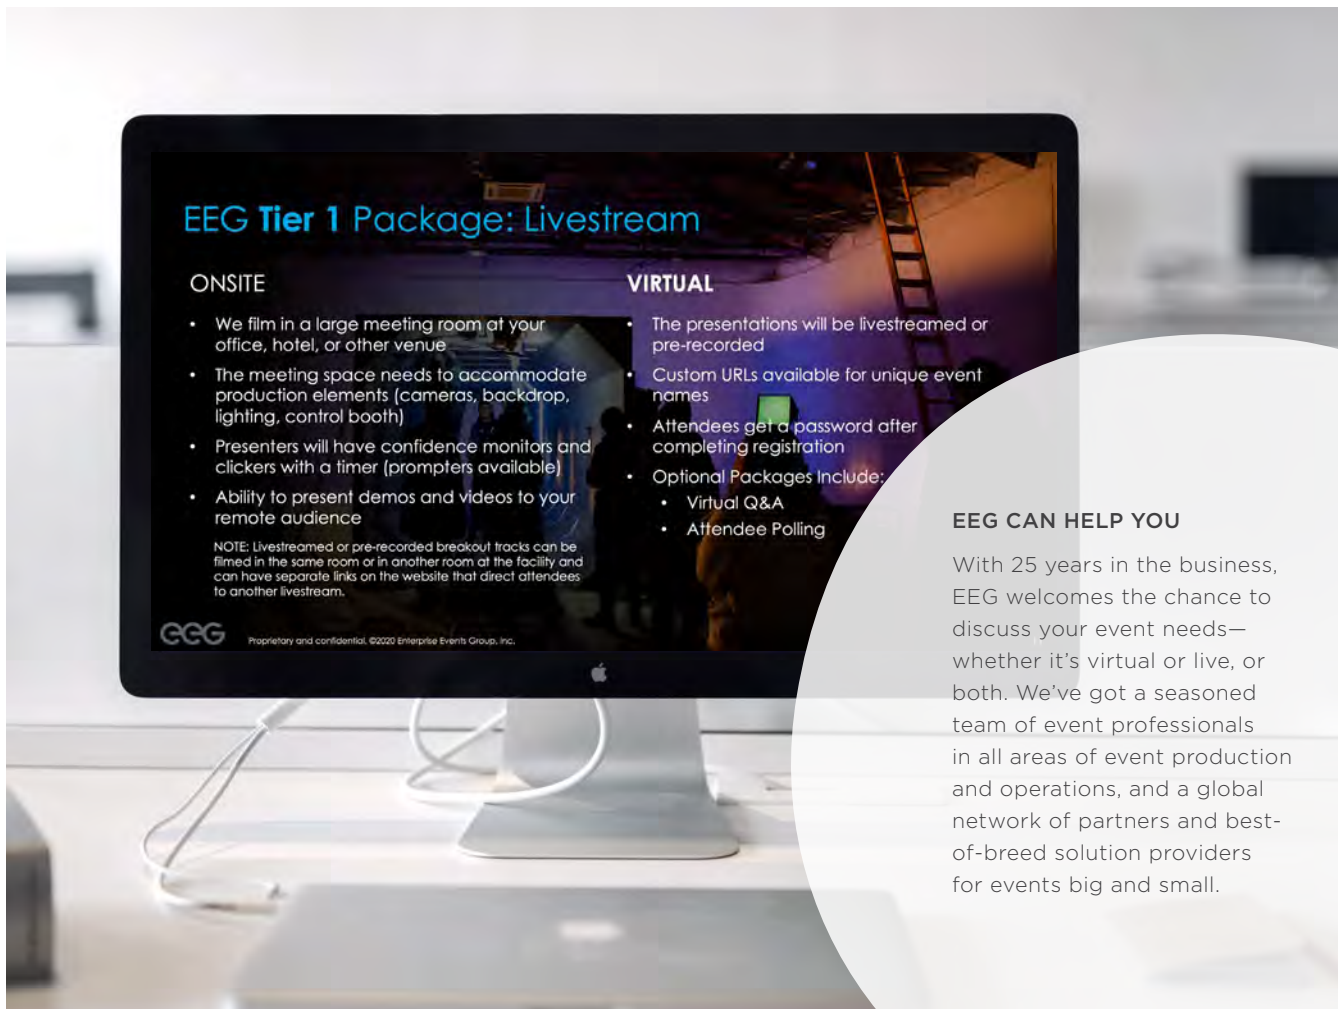 EEG Tier 1 Package: Livestream
ONSITE
• We film in a large meeting room at your
office, hotel, or other venue
• The meeting space needs to accommodate
production elements (cameras, backdrop,
lighting, control booth)
• Presenters will have confidence monitors and
clickers with a timer (prompters available)
• Ability to present demos and videos to your
remote audience
NOTE: Livestreamed or pre-recorded breakout tracks can be
filmed in the same room or in another room at the facility and
can have separate links on the website that direct attendees
to another livestream.
VIRTUAL
• The presentations will be livestreamed or
pre-recorded
• Custom URLs available for unique event
names
• Attendees get a password after
completing registration
• Optional Packages Include:
• Virtual Q&A
• Attendee Polling
eeg
Proprietary and confidential, ©2020 Enterprise Events Group, Inc.
EEG CAN HELP YOU
With 25 years in the business,
EEG welcomes the chance to
discuss your event needs—
whether it's virtual or live, or
both. We've got a seasoned
team of event professionals
in all areas of event production
and operations, and a global
network of partners and best-
of-breed solution providers
for events big and small.